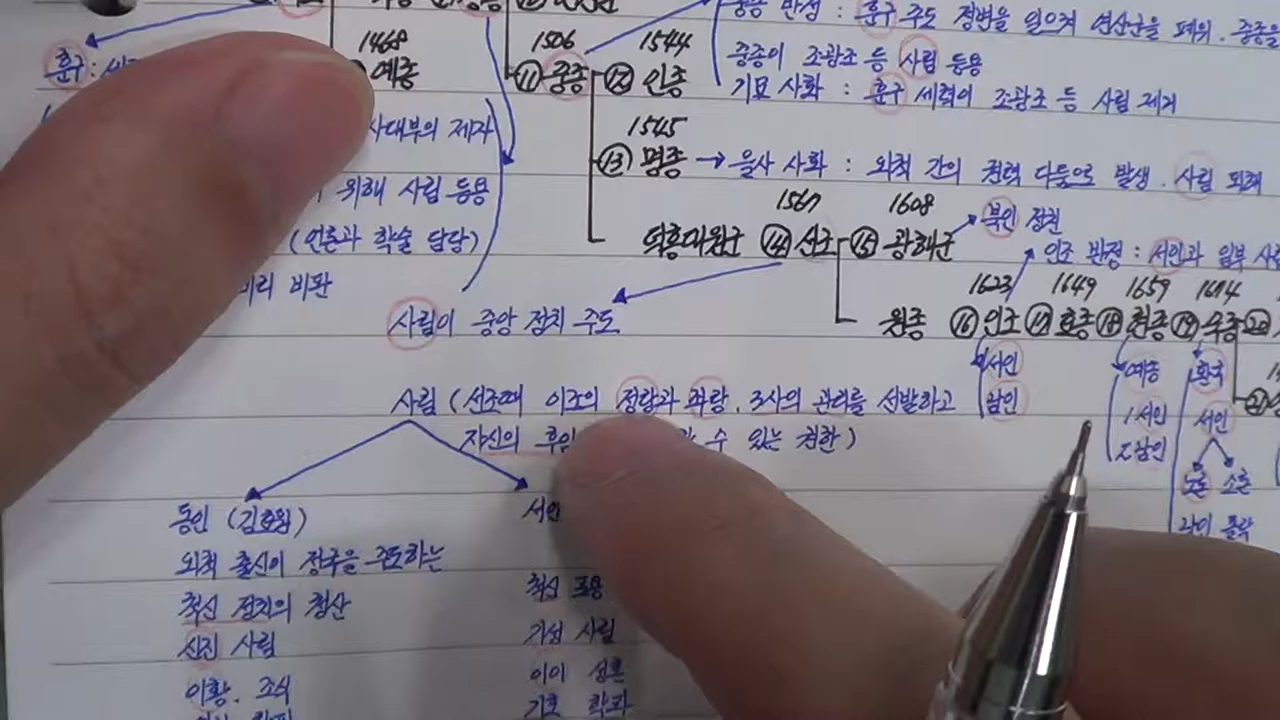 중종 반정 : 훈구 주도 정변을 일으켜 연산군을 폐위. 중종을
훈구 :
1468
예종
1506
⑪ 중종
1544
⑫ 인종
중종이 조광조 등 사림 등용
기묘 사화 : 훈구 세력이 조광조 등 사림 제거
사대부의 제자
1545
⑬ 명종 → 을사 사화 : 외척 간의 권력 다툼으로 발생. 사림 피해
위해 사림 등용
(언론과 학술 담당)
비리 비판
덕흥대원군
1567
⑭ 선조
1608
⑮ 광해군
북인 집권
인조 반정 : 서인과 일부 사림
사림이 중앙 정치 주도
원종
1623
⑯ 인조
1649
⑰ 효종
1659
⑱ 현종
1674
⑲ 숙종 ⑳
서인
남인
예송
1 서인
2 남인
환국
서인
노론 소론
㉑
사림 (선조때 이조의 정랑과 좌랑. 3사의 관리를 선발하고
자신의 후임 수 있는 권한)
동인 (김효원)
외척 출신이 정국을 주도하는
척신 정치의 청산
신진 사림
이황. 조식
서인
척신 포용
기성 사림
이이 성혼
기호 학파